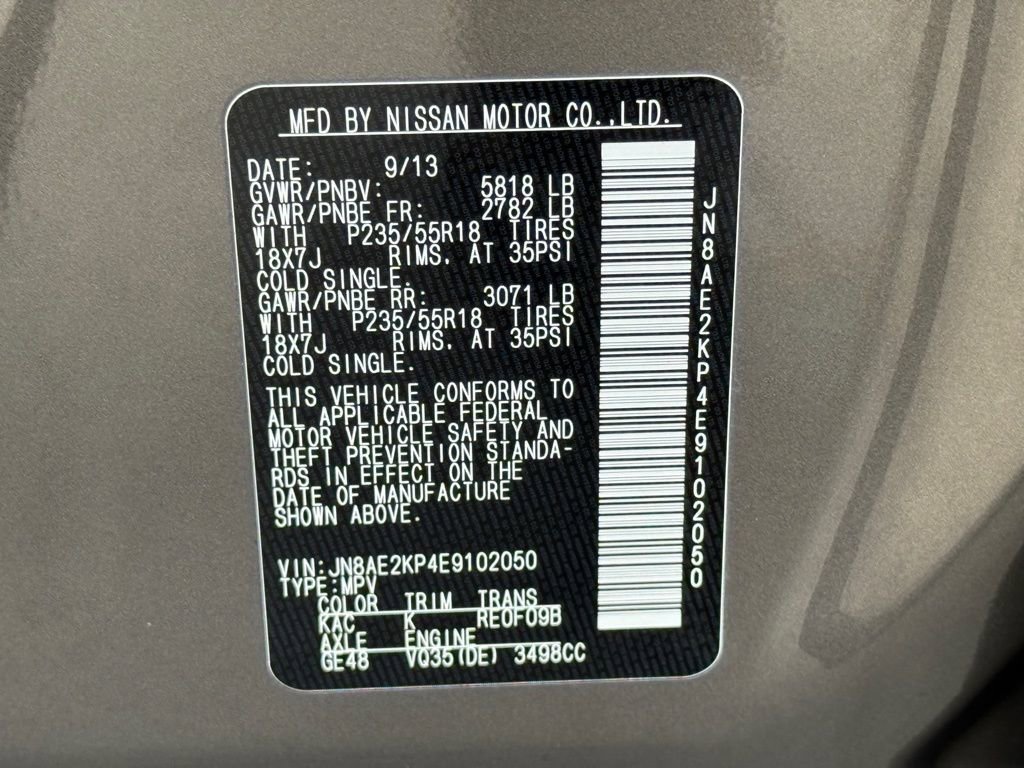 MFD BY NISSAN MOTOR CO.,LTD.
DATE: 9/13
GVWR/PNBV: 5818 LB
GAWR/PNBE FR: 2782 LB
WITH P235/55R18 TIRES
18X7J RIMS. AT 35PSI
COLD SINGLE.
GAWR/PNBE RR: 3071 LB
WITH P235/55R18 TIRES
18X7J RIMS. AT 35PSI
COLD SINGLE.
THIS VEHICLE CONFORMS TO
ALL APPLICABLE FEDERAL
MOTOR VEHICLE SAFETY AND
THEFT PREVENTION STANDA-
RDS IN EFFECT ON THE
DATE OF MANUFACTURE
SHOWN ABOVE.
VIN:JN8AE2KP4E9102050
TYPE:MPV
COLOR TRIM TRANS
KAC K RE0F09B
AXLE ENGINE
GE48 VQ35(DE) 3498CC
JN8AE2KP4E9102050